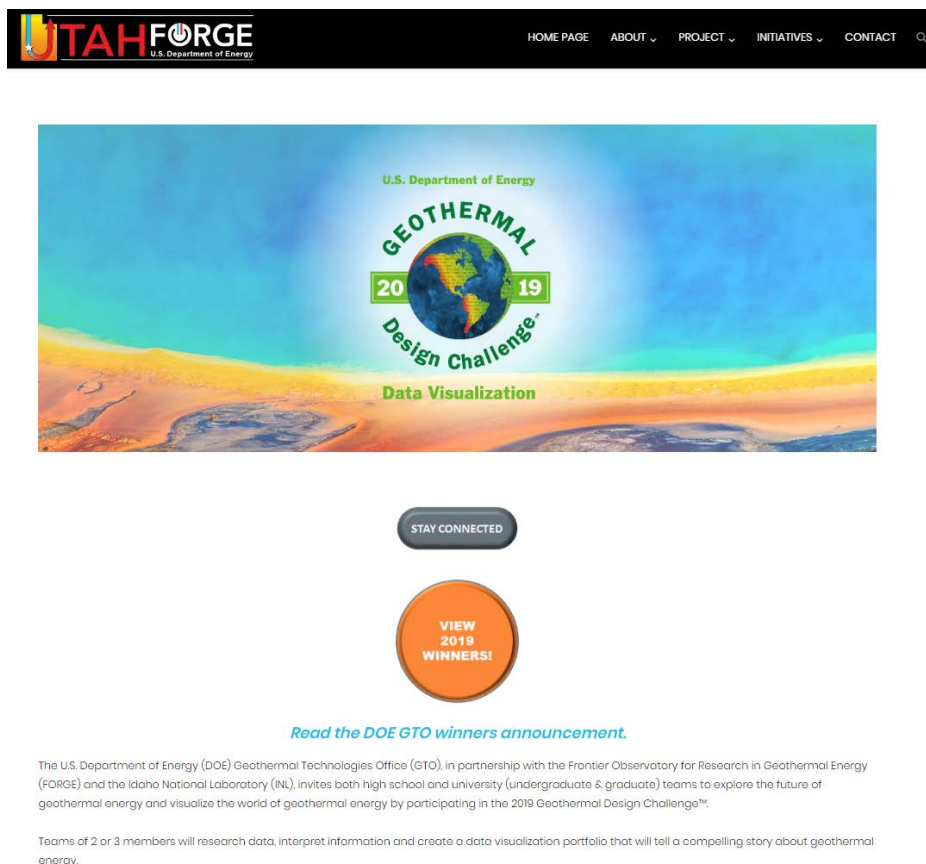 UTAH FORGE
U.S. Department of Energy
HOME PAGE ABOUT PROJECT INITIATIVES CONTACT
U.S. Department of Energy
GEOTHERMAL
20 19
Design Challenge™
Data Visualization
STAY CONNECTED
VIEW
2019
WINNERS!
Read the DOE GTO winners announcement.
The U.S. Department of Energy (DOE) Geothermal Technologies Office (GTO), in partnership with the Frontier Observatory for Research in Geothermal Energy
(FORGE) and the Idaho National Laboratory (INL), invites both high school and university (undergraduate & graduate) teams to explore the future of
geothermal energy and visualize the world of geothermal energy by participating in the 2019 Geothermal Design Challenge™.
Teams of 2 or 3 members will research data, interpret information and create a data visualization portfolio that will tell a compelling story about geothermal
energy.